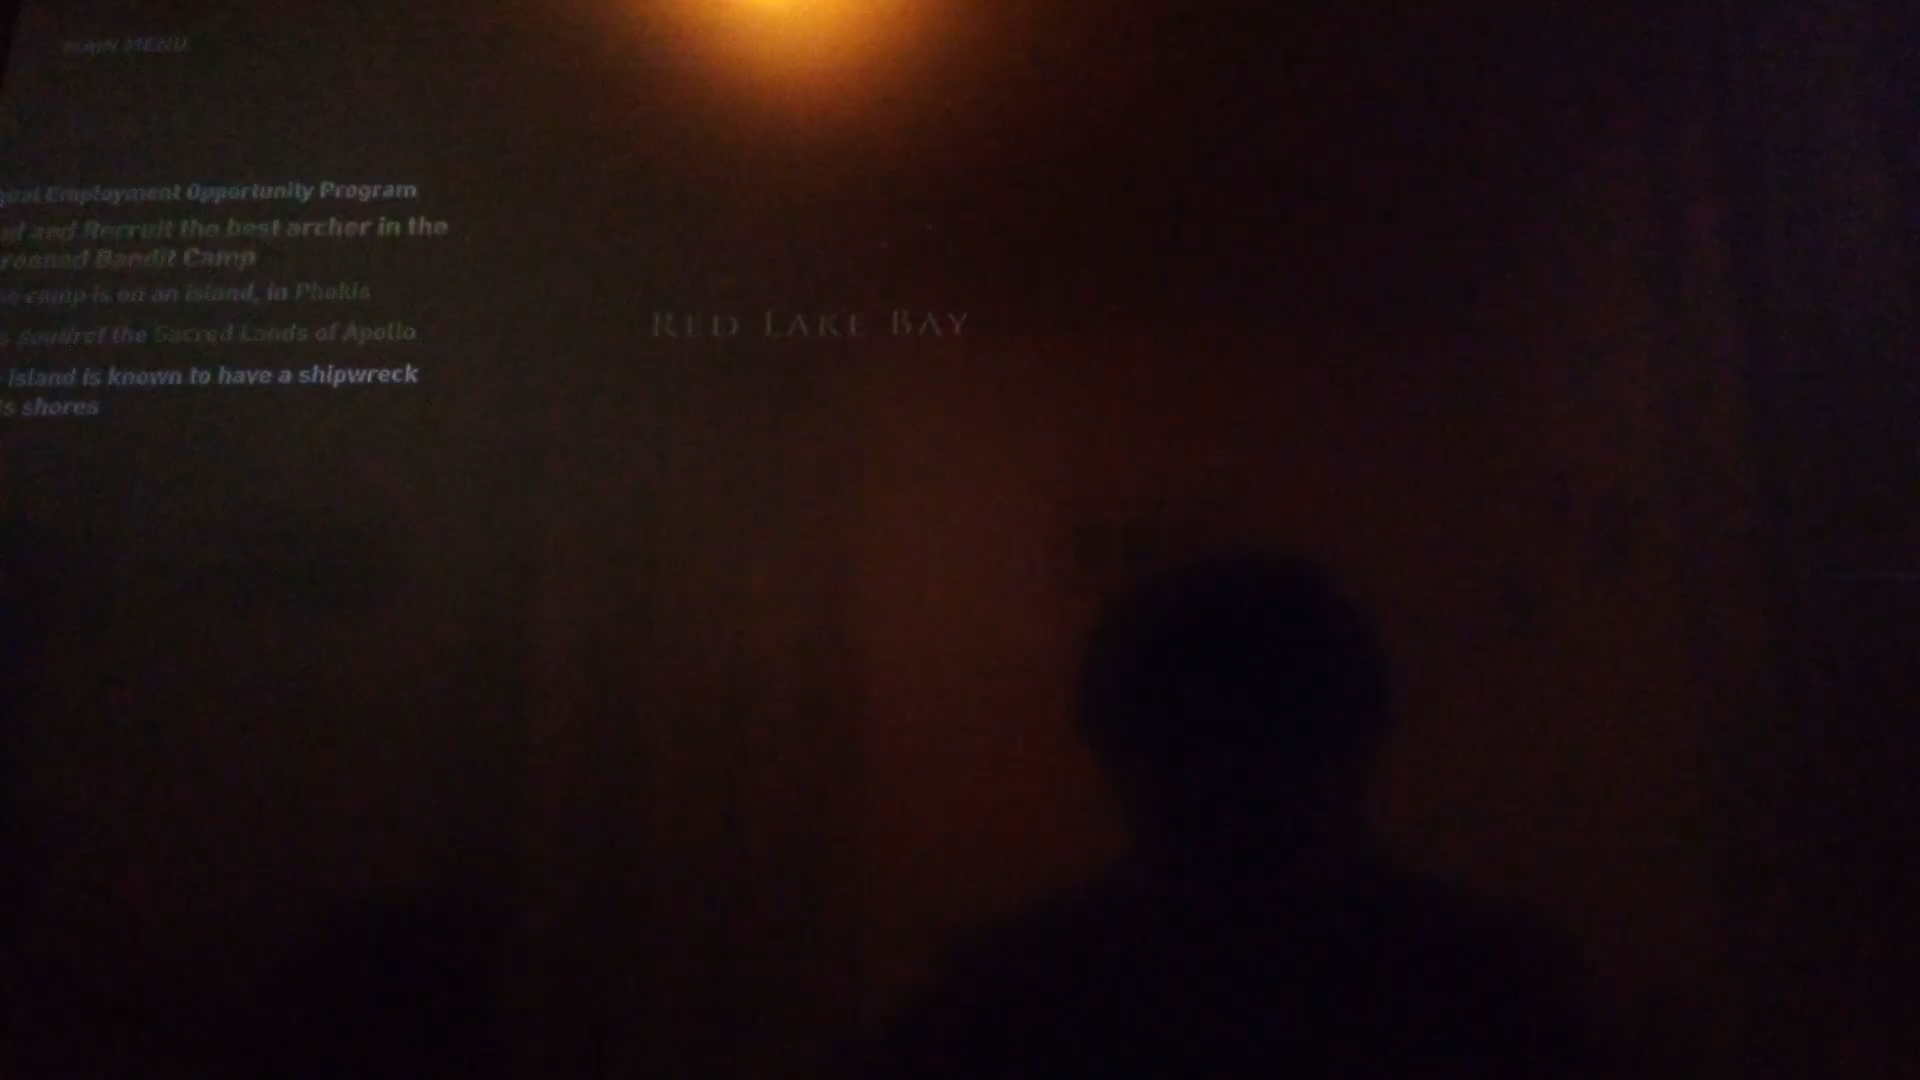 MAIN MENU
Employment Opportunity Program
and Recruit the best archer in the
Bandit Camp
camp is on an island, in Phokis
the Sacred Lands of Apollo
island is known to have a shipwreck
shores
RED LAKE BAY